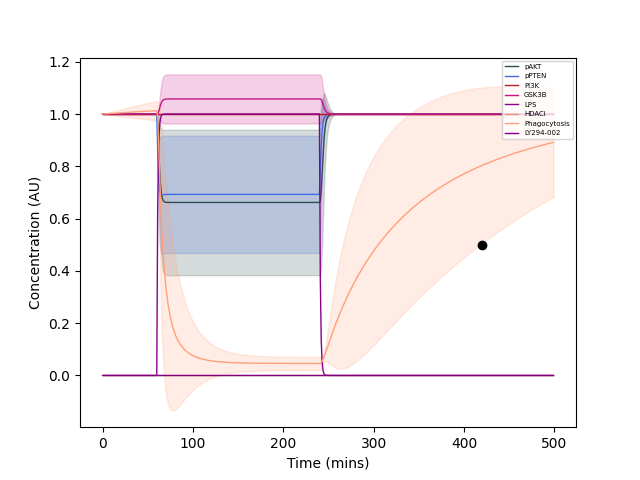 1.2
1.0
0.8
0.6
0.4
0.2
0.0
Concentration (AU)
0
100
200
300
400
500
Time (mins)
pAKT
pPTEN
PI3K
GSK3B
LPS
HDACi
Phagocytosis
LY294-002